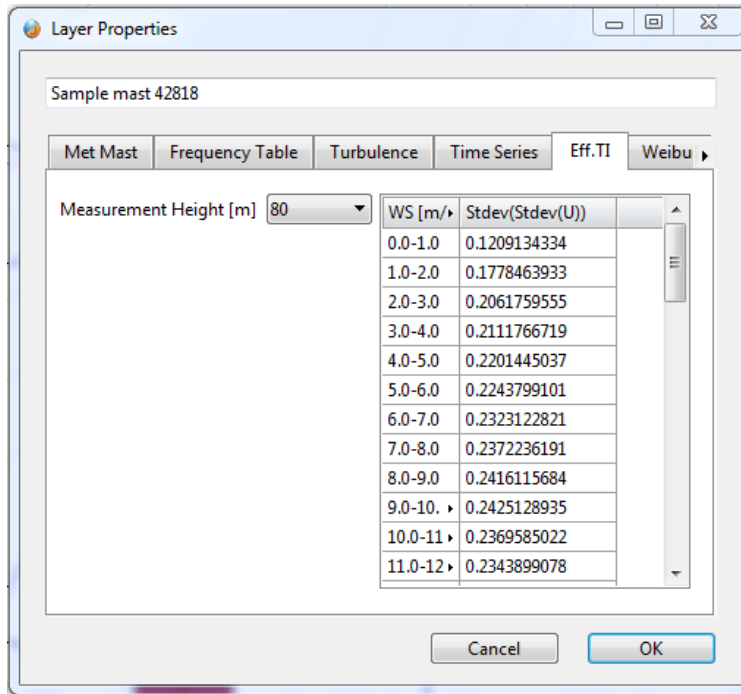 Layer Properties
Sample mast 42818
Met Mast Frequency Table Turbulence Time Series Eff.TI Weibu
Measurement Height [m] 80
WS [m/ Stdev(Stdev(U))
0.0-1.0 0.1209134334
1.0-2.0 0.1778463933
2.0-3.0 0.2061759555
3.0-4.0 0.2111766719
4.0-5.0 0.2201445037
5.0-6.0 0.2243799101
6.0-7.0 0.2323122821
7.0-8.0 0.2372236191
8.0-9.0 0.2416115684
9.0-10. 0.2425128935
10.0-11 0.2369585022
11.0-12 0.2343899078
Cancel OK